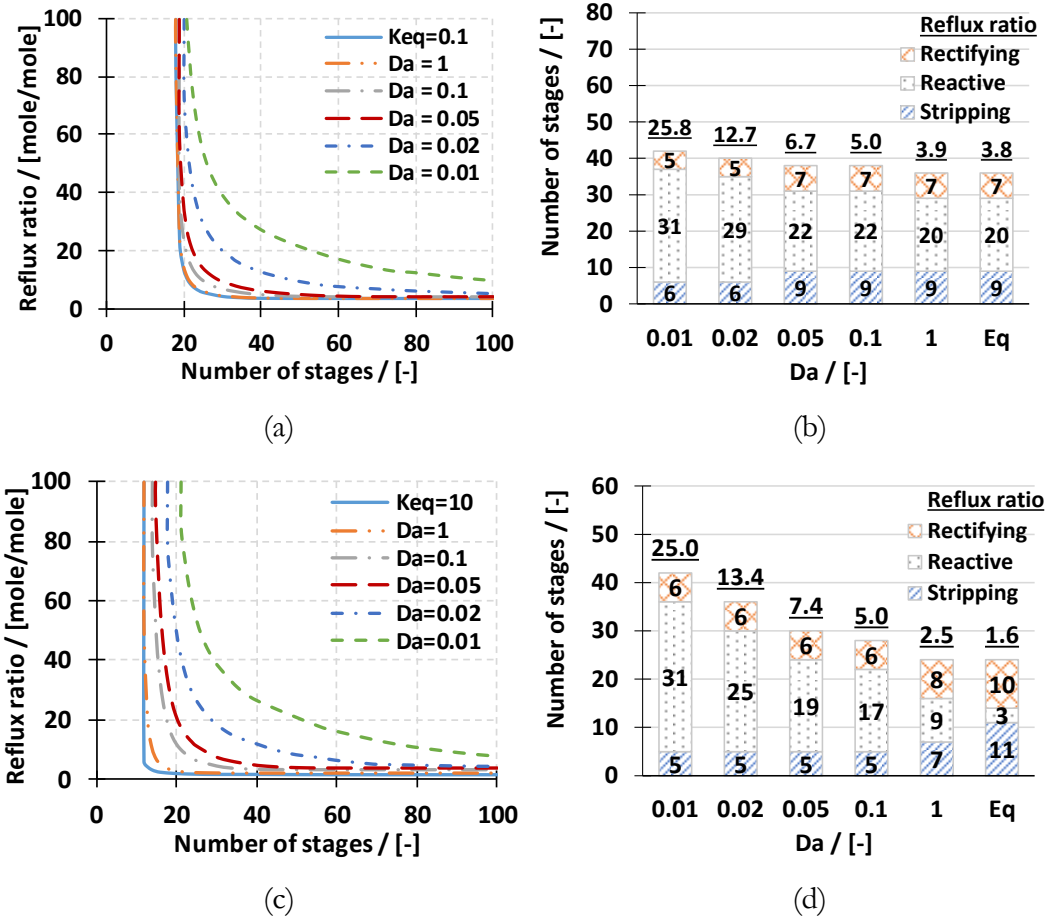 Reflux ratio / [mole/mole]
100
80
60
40
20
0
Keq=0.1
Da = 1
Da = 0.1
Da = 0.05
Da = 0.02
Da = 0.01
0 20 40 60 80 100
Number of stages / [-]
(a)
Number of stages / [-]
80
70
60
50
40
30
20
10
0
Reflux ratio
Rectifying
Reactive
Stripping
25.8 12.7 6.7 5.0 3.9 3.8
5 5 7 7 7 7
31 29 22 22 20 20
6 6 9 9 9 9
0.01 0.02 0.05 0.1 1 Eq
Da / [-]
(b)
Reflux ratio / [mole/mole]
100
80
60
40
20
0
Keq=10
Da=1
Da=0.1
Da=0.05
Da=0.02
Da=0.01
0 20 40 60 80 100
Number of stages / [-]
(c)
Number of stages / [-]
60
50
40
30
20
10
0
Reflux ratio
Rectifying
Reactive
Stripping
25.0 13.4 7.4 5.0 2.5 1.6
6 6 6 6 8 10
31 25 19 17 9 3
5 5 5 5 7 11
0.01 0.02 0.05 0.1 1 Eq
Da / [-]
(d)